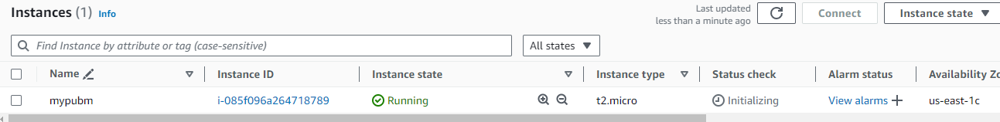 Instances (1) Info
Last updated
less than a minute ago
Connect
Instance state
Find Instance by attribute or tag (case-sensitive)
All states
Name Instance ID Instance state Instance type Status check Alarm status Availability Zo
mypubm i-085f096a264718789 Running t2.micro Initializing View alarms + us-east-1c